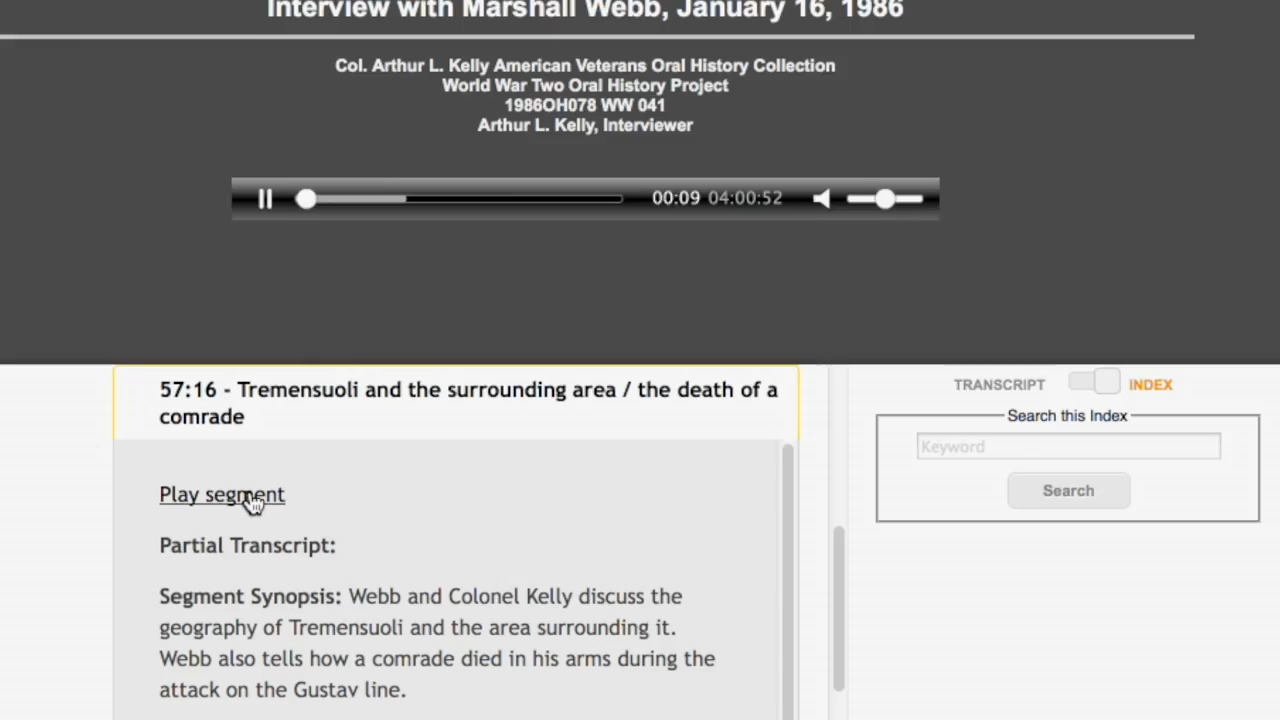 Interview with Marshall Webb, January 16, 1986
Col. Arthur L. Kelly American Veterans Oral History Collection
World War Two Oral History Project
1986OH078 WW 041
Arthur L. Kelly, Interviewer
00:09 04:00:52
57:16 - Tremensuoli and the surrounding area / the death of a
comrade
TRANSCRIPT INDEX
Search this Index
Keyword
Search
Play segment
Partial Transcript:
Segment Synopsis: Webb and Colonel Kelly discuss the
geography of Tremensuoli and the area surrounding it.
Webb also tells how a comrade died in his arms during the
attack on the Gustav line.